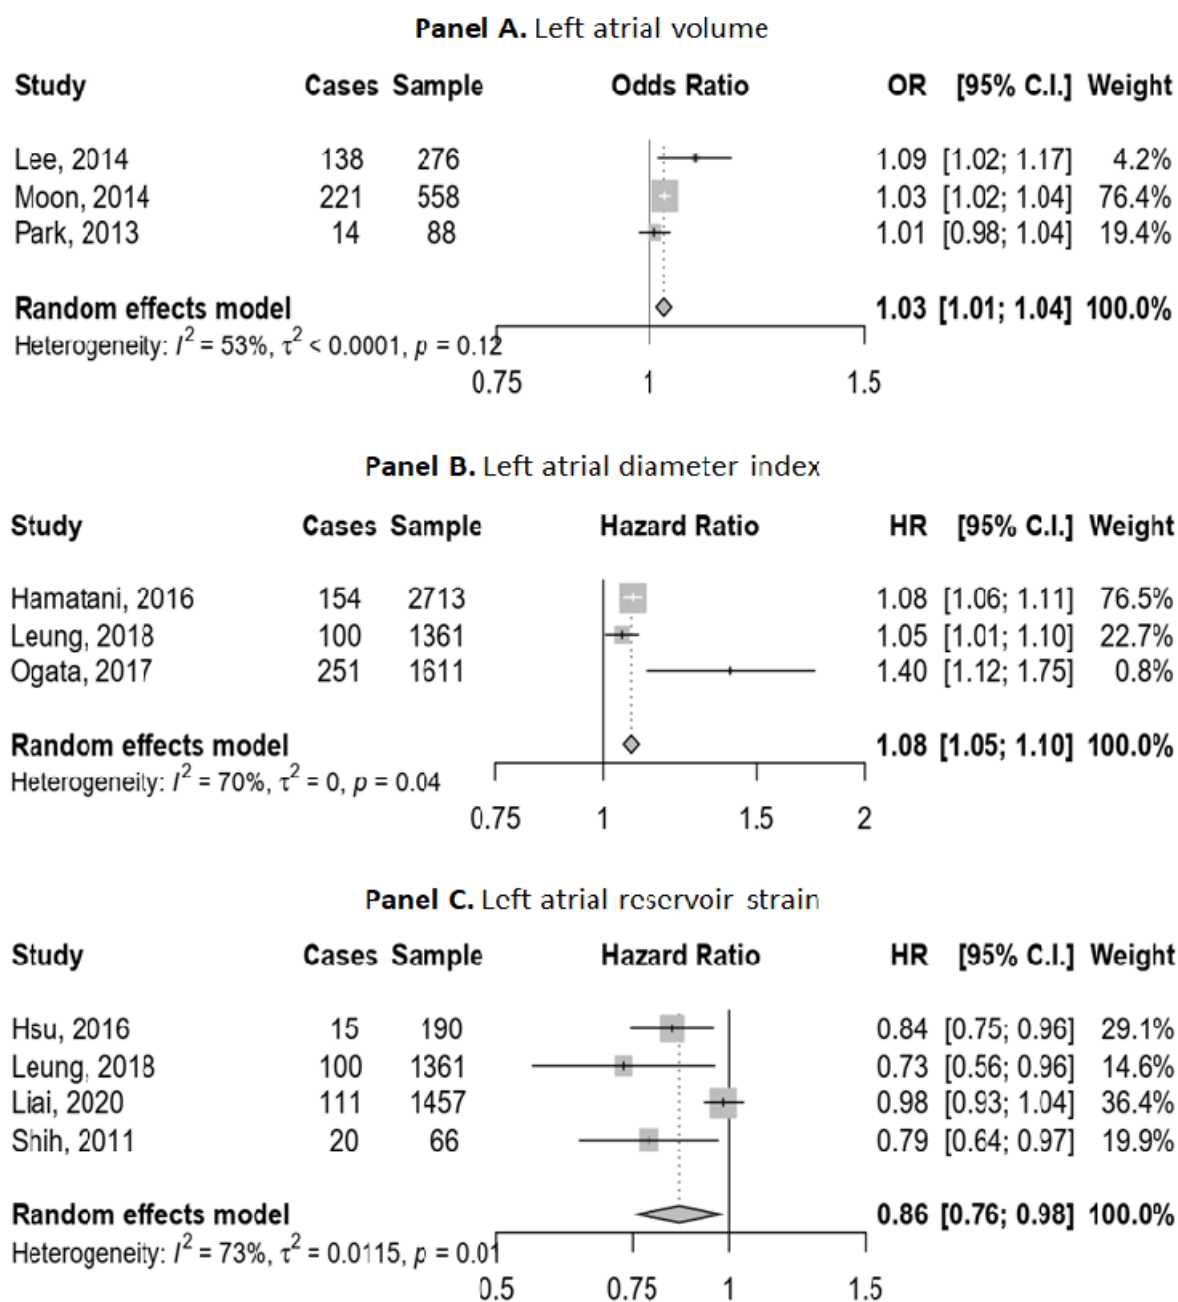 Panel A. Left atrial volume
Study Cases Sample Odds Ratio OR [95% C.I.] Weight
Lee, 2014 138 276 1.09 [1.02; 1.17] 4.2%
Moon, 2014 221 558 1.03 [1.02; 1.04] 76.4%
Park, 2013 14 88 1.01 [0.98; 1.04] 19.4%
Random effects model 1.03 [1.01; 1.04] 100.0%
Heterogeneity: I² = 53%, τ² < 0.0001, p = 0.12
0.75 1 1.5
Panel B. Left atrial diameter index
Study Cases Sample Hazard Ratio HR [95% C.I.] Weight
Hamatani, 2016 154 2713 1.08 [1.06; 1.11] 76.5%
Leung, 2018 100 1361 1.05 [1.01; 1.10] 22.7%
Ogata, 2017 251 1611 1.40 [1.12; 1.75] 0.8%
Random effects model 1.08 [1.05; 1.10] 100.0%
Heterogeneity: I² = 70%, τ² = 0, p = 0.04
0.75 1 1.5 2
Panel C. Left atrial reservoir strain
Study Cases Sample Hazard Ratio HR [95% C.I.] Weight
Hsu, 2016 15 190 0.84 [0.75; 0.96] 29.1%
Leung, 2018 100 1361 0.73 [0.56; 0.96] 14.6%
Liai, 2020 111 1457 0.98 [0.93; 1.04] 36.4%
Shih, 2011 20 66 0.79 [0.64; 0.97] 19.9%
Random effects model 0.86 [0.76; 0.98] 100.0%
Heterogeneity: I² = 73%, τ² = 0.0115, p = 0.01
0.5 0.75 1 1.5